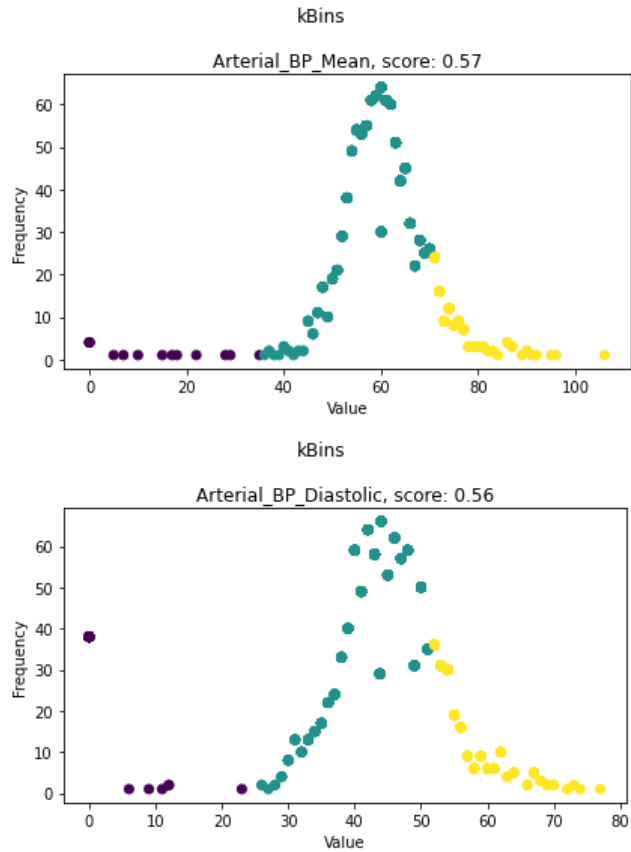 kBins
Arterial_BP_Mean, score: 0.57
60
50
40
30
20
10
0
Frequency
0 20 40 60 80 100
Value
kBins
Arterial_BP_Diastolic, score: 0.56
60
50
40
30
20
10
0
Frequency
0 10 20 30 40 50 60 70 80
Value